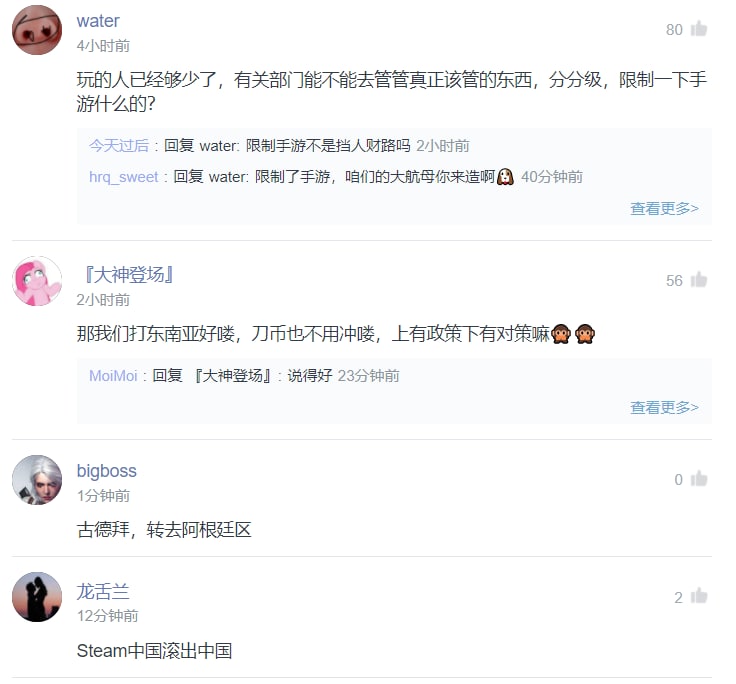 water
80
4小时前
玩的人已经够少了，有关部门能不能去管管真正该管的东西，分分级，限制一下手
游什么的？
今天过后：回复 water: 限制手游不是挡人财路吗 2小时前
hrq_sweet：回复 water: 限制了手游，咱们的大航母你来造啊 40分钟前
查看更多>
『大神登场』
56
2小时前
那我们打东南亚好喽，刀币也不用冲喽，上有政策下有对策嘛🙊🙊
MoiMoi：回复 『大神登场』: 说得好 23分钟前
查看更多>
bigboss
0
1分钟前
古德拜，转去阿根廷区
龙舌兰
2
12分钟前
Steam中国滚出中国